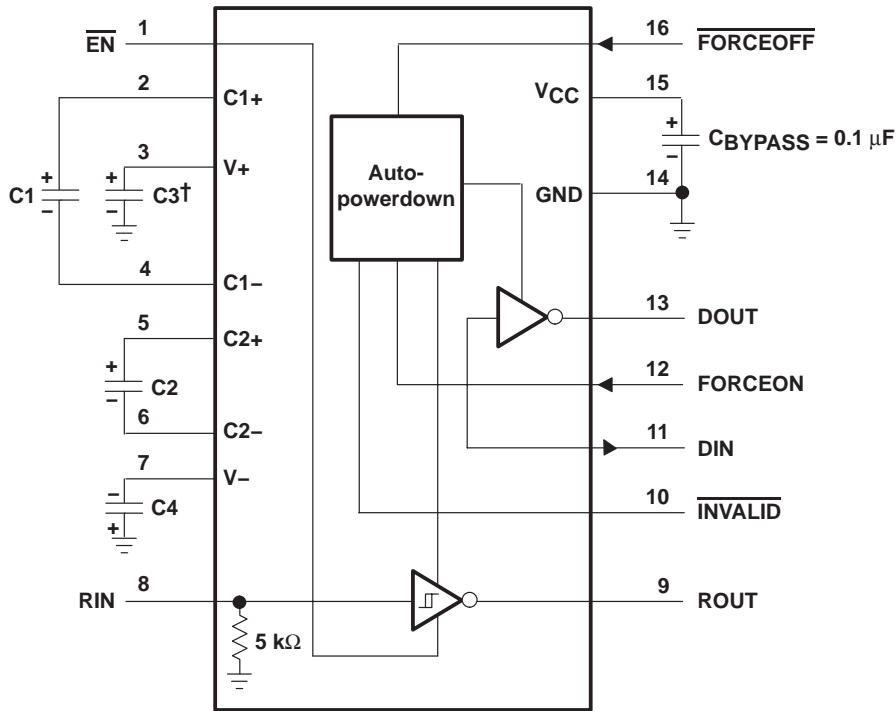 EN 1
16 FORCEOFF
2 C1+
VCC 15
+
–
CBYPASS = 0.1 μF
3 V+
+
–
C1
+
–
C3†
Auto-
powerdown
14
GND
4 C1–
5 C2+
13 DOUT
+
–
C2
12 FORCEON
6 C2–
11 DIN
7 V–
–
+
C4
10 INVALID
RIN 8
9 ROUT
5 kΩ